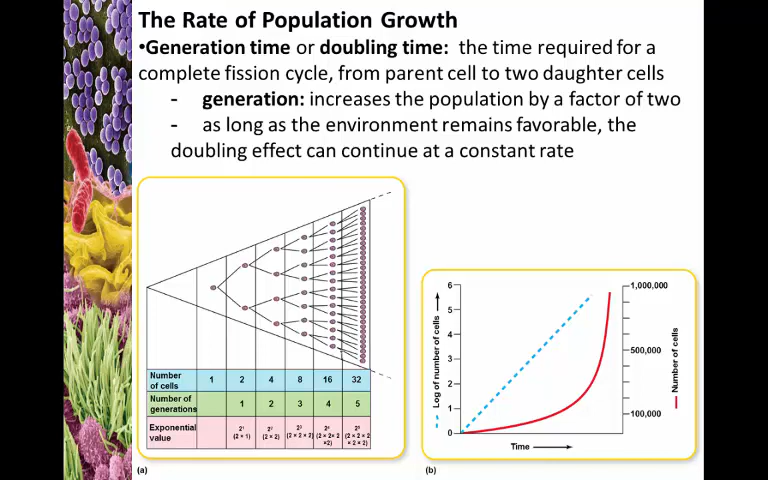 The Rate of Population Growth
•Generation time or doubling time: the time required for a
complete fission cycle, from parent cell to two daughter cells
- generation: increases the population by a factor of two
- as long as the environment remains favorable, the
doubling effect can continue at a constant rate
Number of cells 1 2 4 8 16 32
Number of generations 1 2 3 4 5
Exponential value 2¹ 2² 2³ 2⁴ 2⁵
(2 × 1) (2 × 2) (2 × 2 × 2) (2 × 2 × 2 ×2) (2 × 2 × 2 × 2 × 2)
(a)
Log of number of cells
6
5
4
3
2
1
0
1,000,000
500,000
100,000
Number of cells
Time
(b)